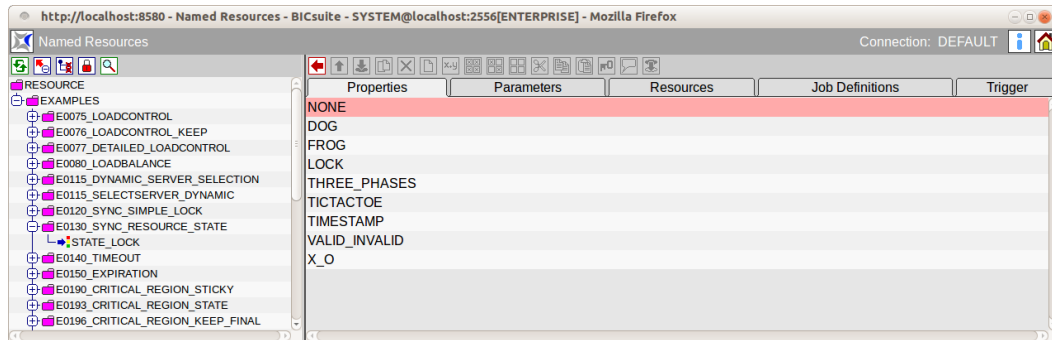 http://localhost:8580 - Named Resources - BICsuite - SYSTEM@localhost:2556[ENTERPRISE] - Mozilla Firefox
Named Resources Connection: DEFAULT
RESOURCE
EXAMPLES
E0075_LOADCONTROL
E0076_LOADCONTROL_KEEP
E0077_DETAILED_LOADCONTROL
E0080_LOADBALANCE
E0115_DYNAMIC_SERVER_SELECTION
E0115_SELECTSERVER_DYNAMIC
E0120_SYNC_SIMPLE_LOCK
E0130_SYNC_RESOURCE_STATE
STATE_LOCK
E0140_TIMEOUT
E0150_EXPIRATION
E0190_CRITICAL_REGION_STICKY
E0193_CRITICAL_REGION_STATE
E0196_CRITICAL_REGION_KEEP_FINAL
Properties Parameters Resources Job Definitions Trigger
NONE
DOG
FROG
LOCK
THREE_PHASES
TICTACTOE
TIMESTAMP
VALID_INVALID
X_O